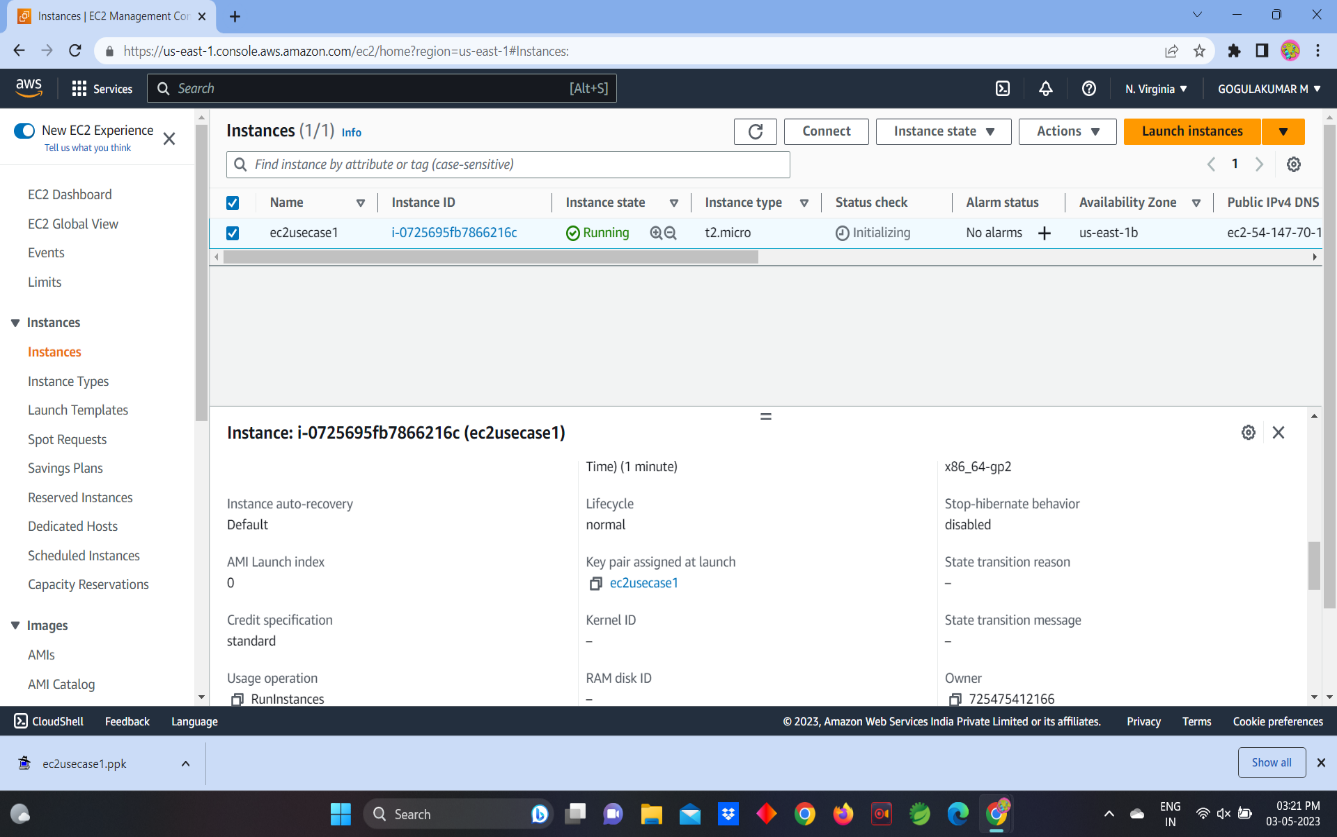 Instances | EC2 Management Con
https://us-east-1.console.aws.amazon.com/ec2/home?region=us-east-1#Instances:
aws
Services
Search
[Alt+S]
N. Virginia
GOGULAKUMAR M
New EC2 Experience
Tell us what you think
EC2 Dashboard
EC2 Global View
Events
Limits
Instances
Instances
Instance Types
Launch Templates
Spot Requests
Savings Plans
Reserved Instances
Dedicated Hosts
Scheduled Instances
Capacity Reservations
Images
AMIs
AMI Catalog
Instances (1/1) Info
Connect
Instance state
Actions
Launch instances
Find instance by attribute or tag (case-sensitive)
1
Name Instance ID Instance state Instance type Status check Alarm status Availability Zone Public IPv4 DNS
ec2usecase1 i-0725695fb7866216c Running t2.micro Initializing No alarms us-east-1b ec2-54-147-70-1
Instance: i-0725695fb7866216c (ec2usecase1)
Time) (1 minute)
x86_64-gp2
Instance auto-recovery
Default
Lifecycle
normal
Stop-hibernate behavior
disabled
AMI Launch index
0
Key pair assigned at launch
ec2usecase1
State transition reason
–
Credit specification
standard
Kernel ID
–
State transition message
–
Usage operation
RunInstances
RAM disk ID
–
Owner
725475412166
CloudShell
Feedback
Language
© 2023, Amazon Web Services India Private Limited or its affiliates.
Privacy
Terms
Cookie preferences
ec2usecase1.ppk
Show all
Search
ENG
IN
03:21 PM
03-05-2023